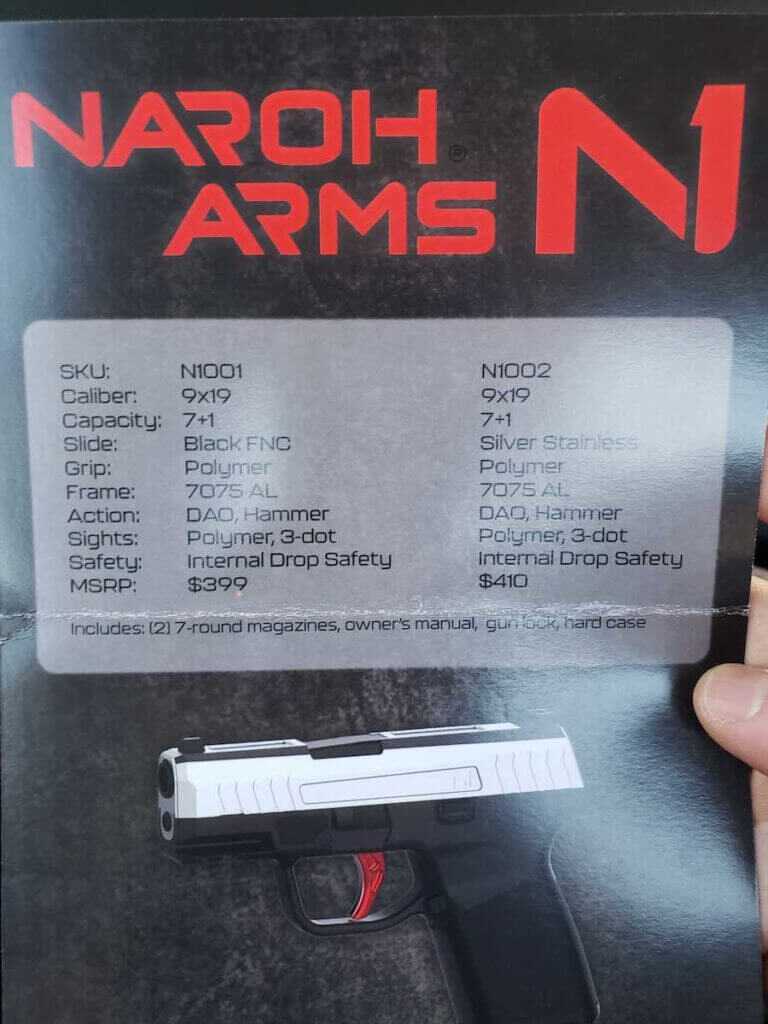 NAROH®
ARMS N1
SKU: N1001 N1002
Caliber: 9x19 9x19
Capacity: 7+1 7+1
Slide: Black FNC Silver Stainless
Grip: Polymer Polymer
Frame: 7075 AL 7075 AL
Action: DAO, Hammer DAO, Hammer
Sights: Polymer, 3-dot Polymer, 3-dot
Safety: Internal Drop Safety Internal Drop Safety
MSRP: $399 $410
Includes: (2) 7-round magazines, owner's manual, gun lock, hard case